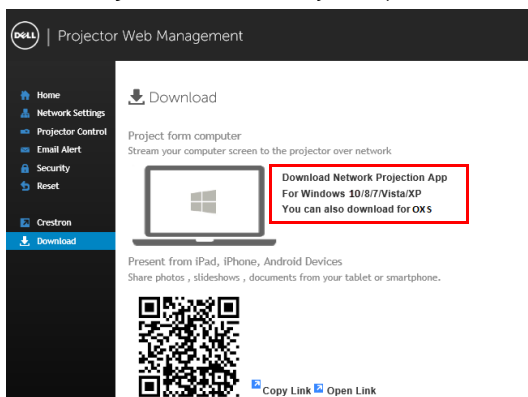 DELL | Projector Web Management
Home
Network Settings
Projector Control
Email Alert
Security
Reset
Crestron
Download
Download
Project form computer
Stream your computer screen to the projector over network
Download Network Projection App
For Windows 10/8/7/Vista/XP
You can also download for OXS
Present from iPad, iPhone, Android Devices
Share photos , slideshows , documents from your tablet or smartphone.
Copy Link Open Link